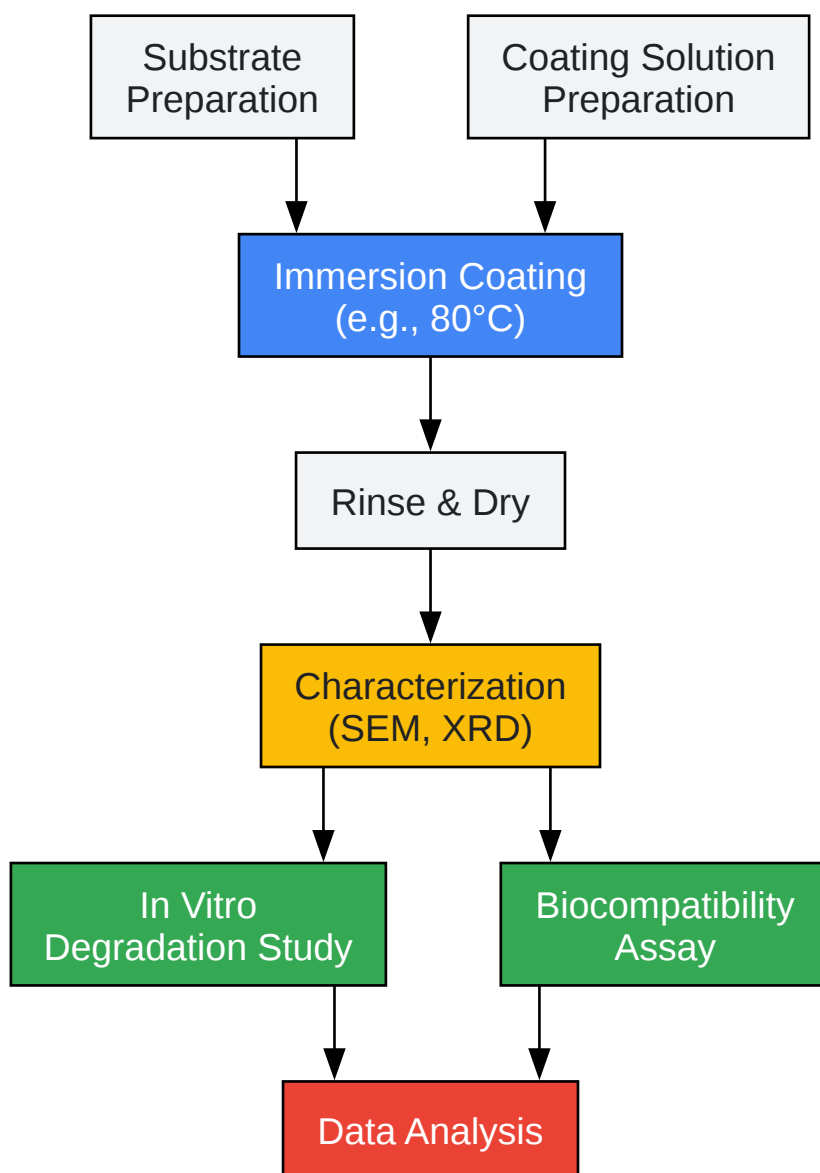 Substrate
Preparation
Coating Solution
Preparation
Immersion Coating
(e.g., 80°C)
Rinse & Dry
Characterization
(SEM, XRD)
In Vitro
Degradation Study
Biocompatibility
Assay
Data Analysis